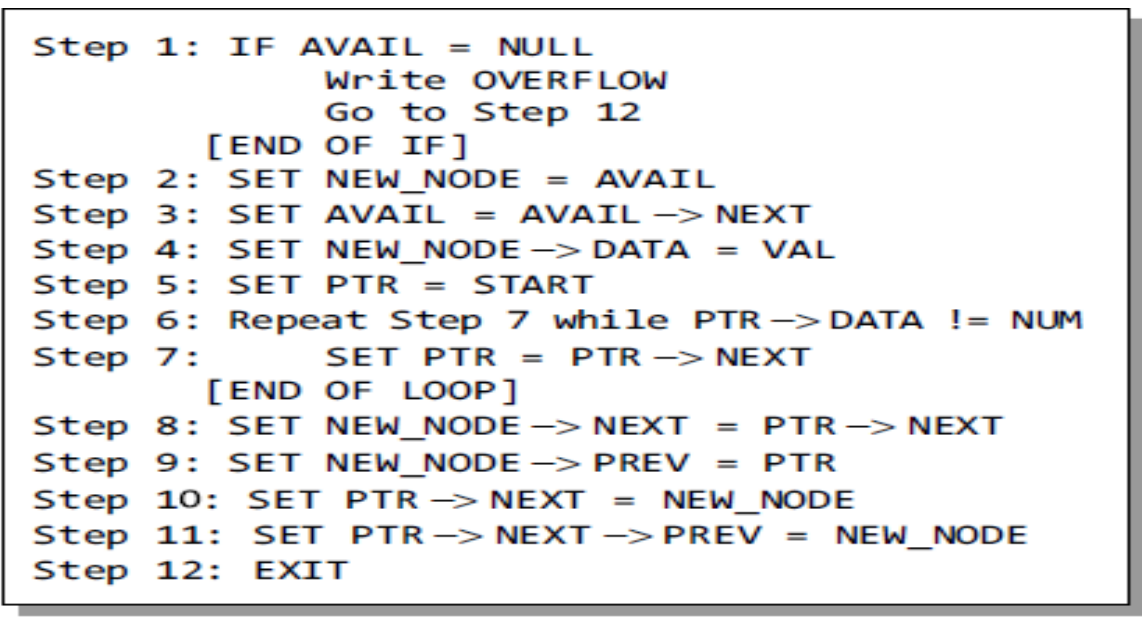 Step 1: IF AVAIL = NULL
Write OVERFLOW
Go to Step 12
[END OF IF]
Step 2: SET NEW_NODE = AVAIL
Step 3: SET AVAIL = AVAIL —> NEXT
Step 4: SET NEW_NODE —> DATA = VAL
Step 5: SET PTR = START
Step 6: Repeat Step 7 while PTR —> DATA != NUM
Step 7: SET PTR = PTR —> NEXT
[END OF LOOP]
Step 8: SET NEW_NODE —> NEXT = PTR —> NEXT
Step 9: SET NEW_NODE —> PREV = PTR
Step 10: SET PTR —> NEXT = NEW_NODE
Step 11: SET PTR —> NEXT —> PREV = NEW_NODE
Step 12: EXIT